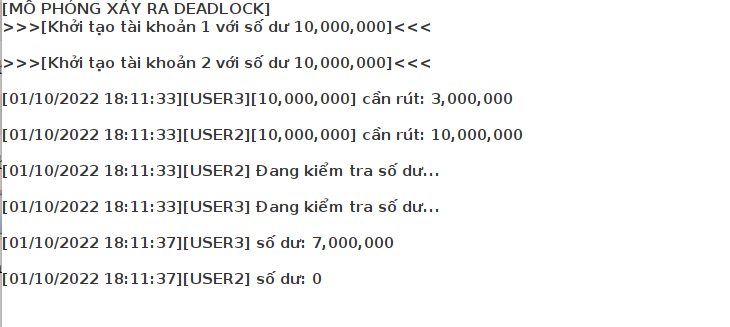 [MÔ PHỎNG XẢY RA DEADLOCK]
>>>[Khởi tạo tài khoản 1 với số dư 10,000,000]<<<
>>>[Khởi tạo tài khoản 2 với số dư 10,000,000]<<<
[01/10/2022 18:11:33][USER3][10,000,000] cần rút: 3,000,000
[01/10/2022 18:11:33][USER2][10,000,000] cần rút: 10,000,000
[01/10/2022 18:11:33][USER2] Đang kiểm tra số dư...
[01/10/2022 18:11:33][USER3] Đang kiểm tra số dư...
[01/10/2022 18:11:37][USER3] số dư: 7,000,000
[01/10/2022 18:11:37][USER2] số dư: 0